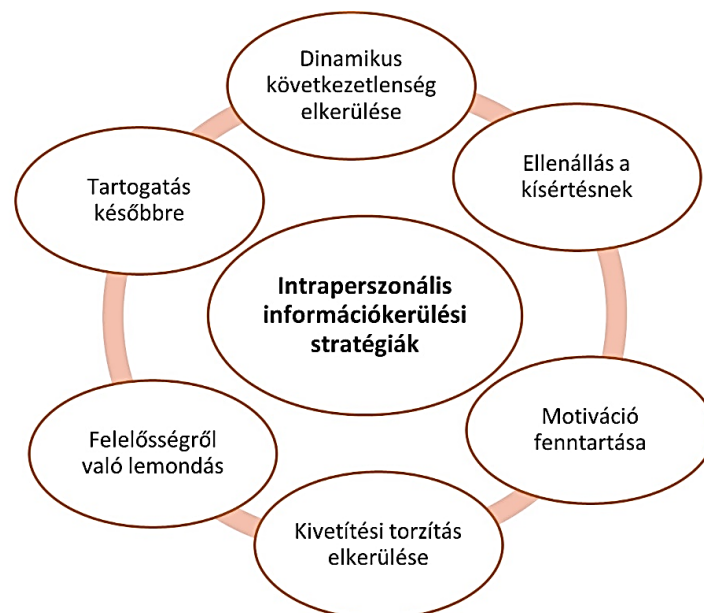 Dinamikus
következetlenség
elkerülése
Ellenállás a
kísértésnek
Tartogatás
későbbre
Intraperszonális
információkerülési
stratégiák
Motiváció
fenntartása
Felelősségről
való lemondás
Kivetítési torzítás
elkerülése